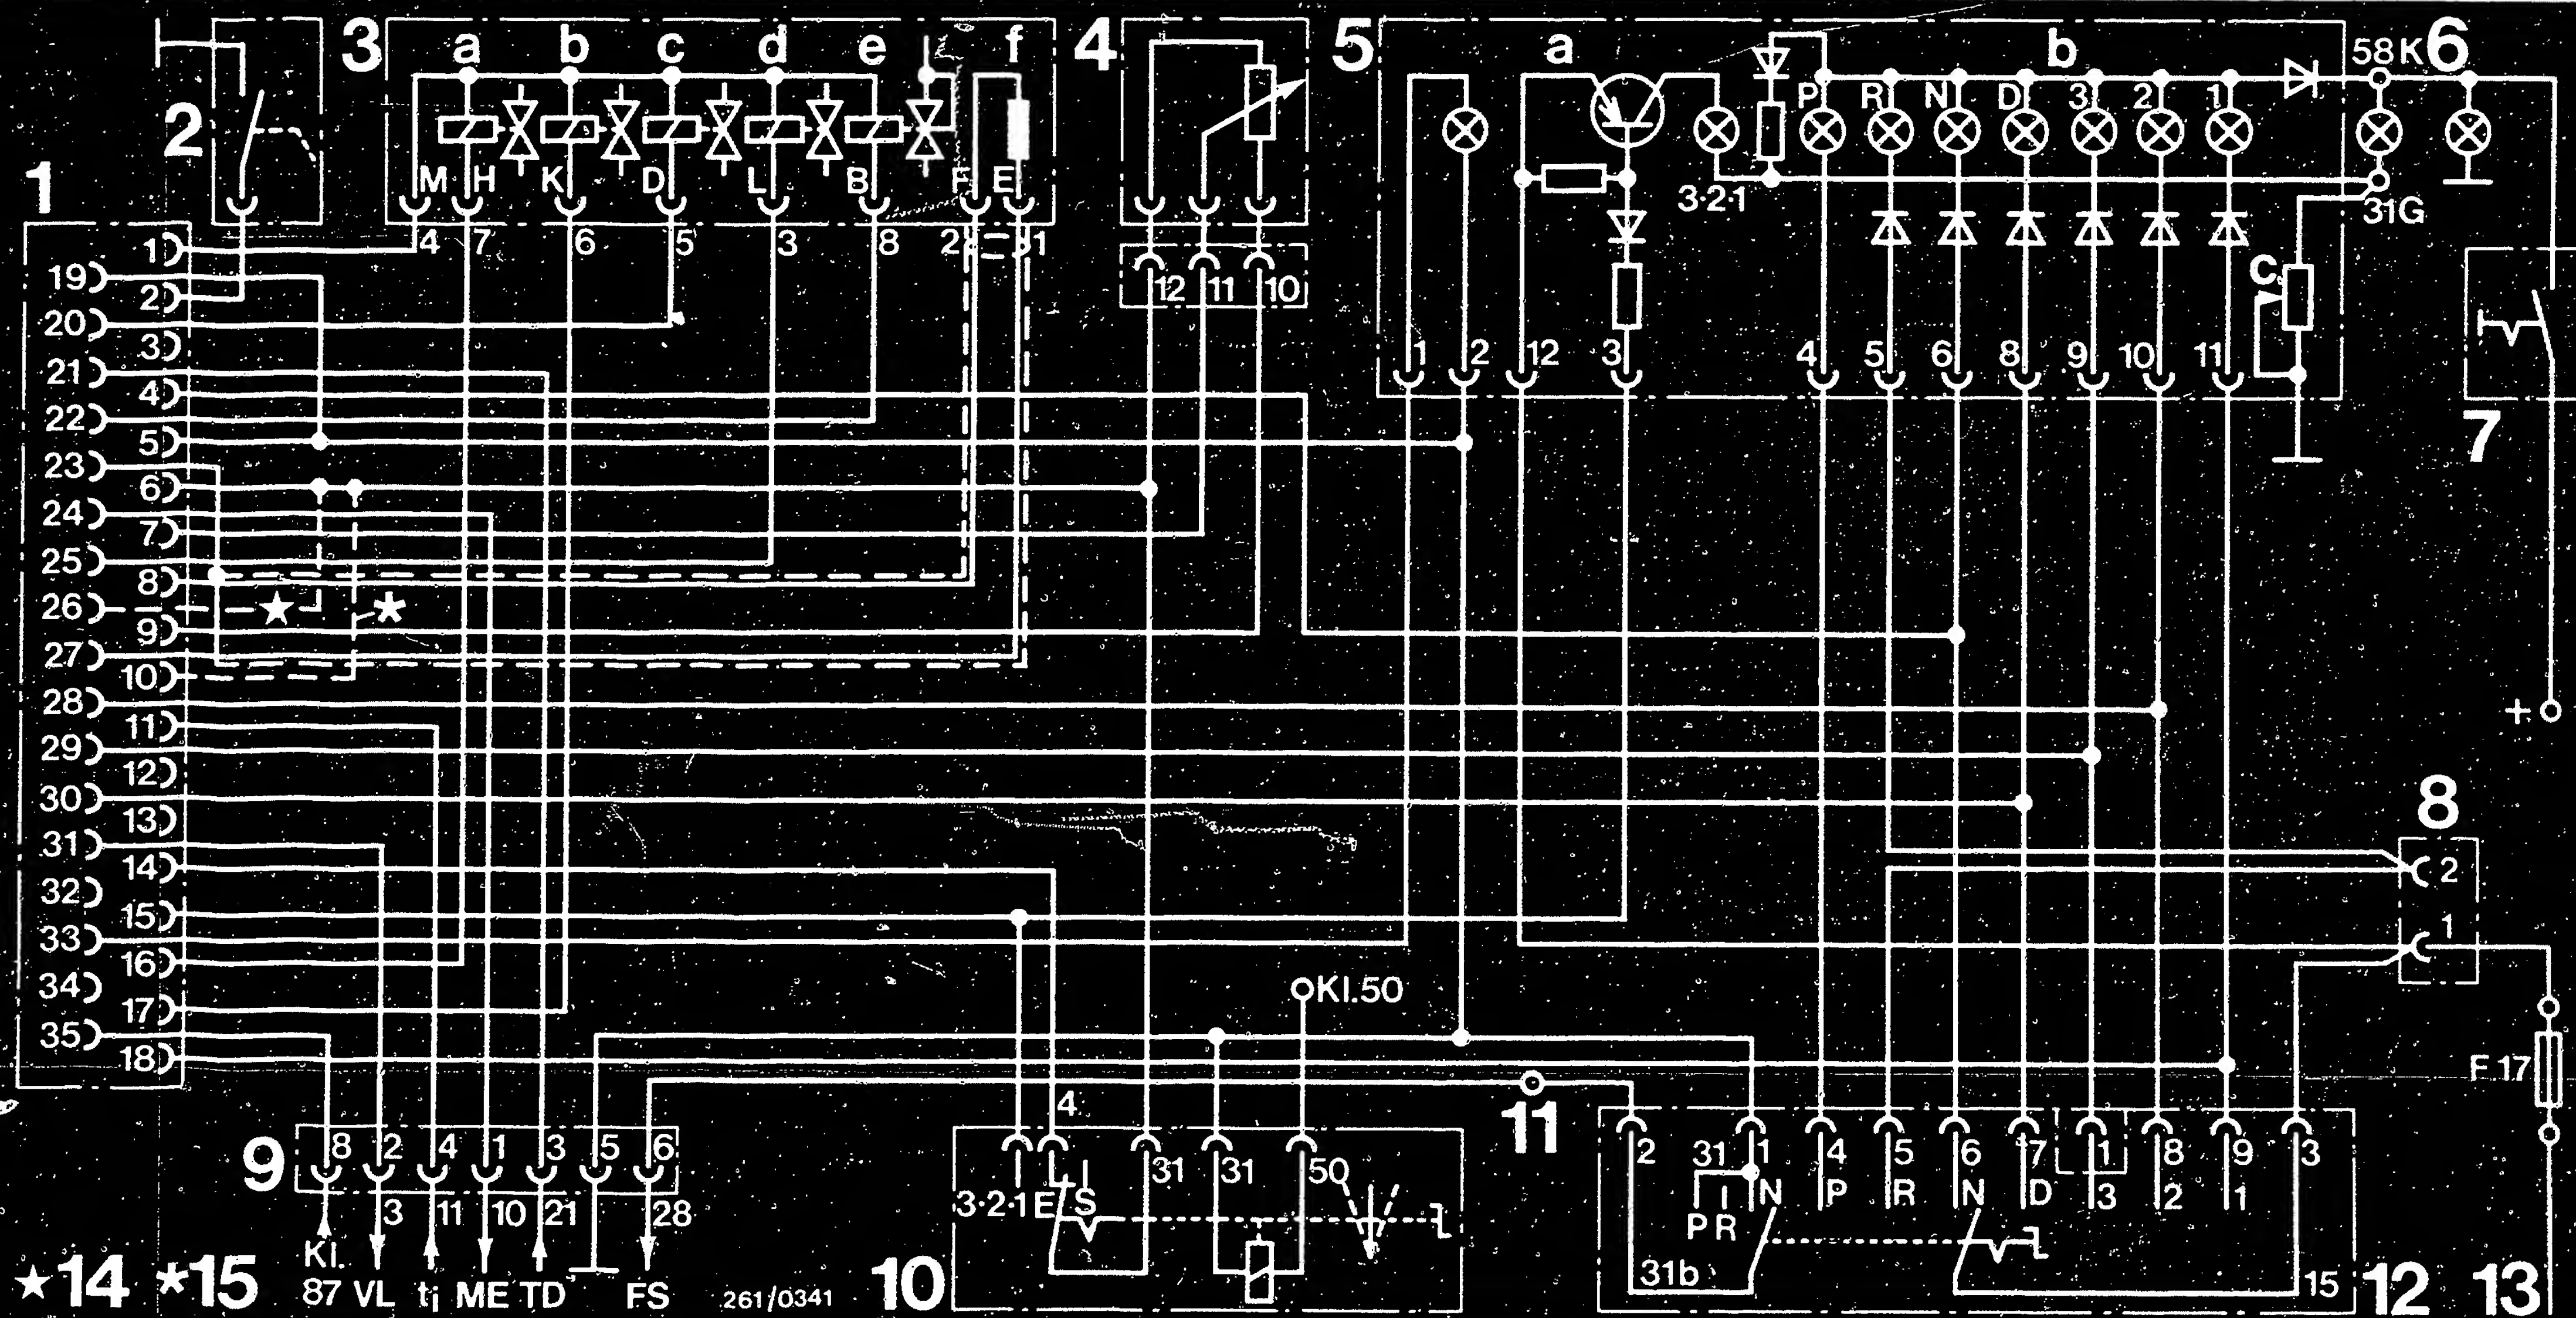 3 a b c d e f 4 5 a b 58K 6
2
P R N D 3 2 1
1
M H K D L B F E
3·2·1
31G
4 7 6 5 3 8 2 1
12 11 10
C
1 2 12 3 4 5 6 8 9 10 11
7
1
19
2
20
3
21
4
22
5
23
6
24
7
25
8
26 ★ *
9
27
10
28
11
29
12
30
13
31
14
32
15
33
16
34
17
35
18
+
8
2
1
Kl.50
F 17
11
4
9 8 2 4 1 3 5 6
3 11 10 21 28
Kl.
87 VL ti ME TD FS
261/0341
10
31 31 50
3·2·1 E S
2 31 1 4 5 6 7 1 8 9 3
P R N P R N D 3 2 1
31b 15
12 13
★14 *15